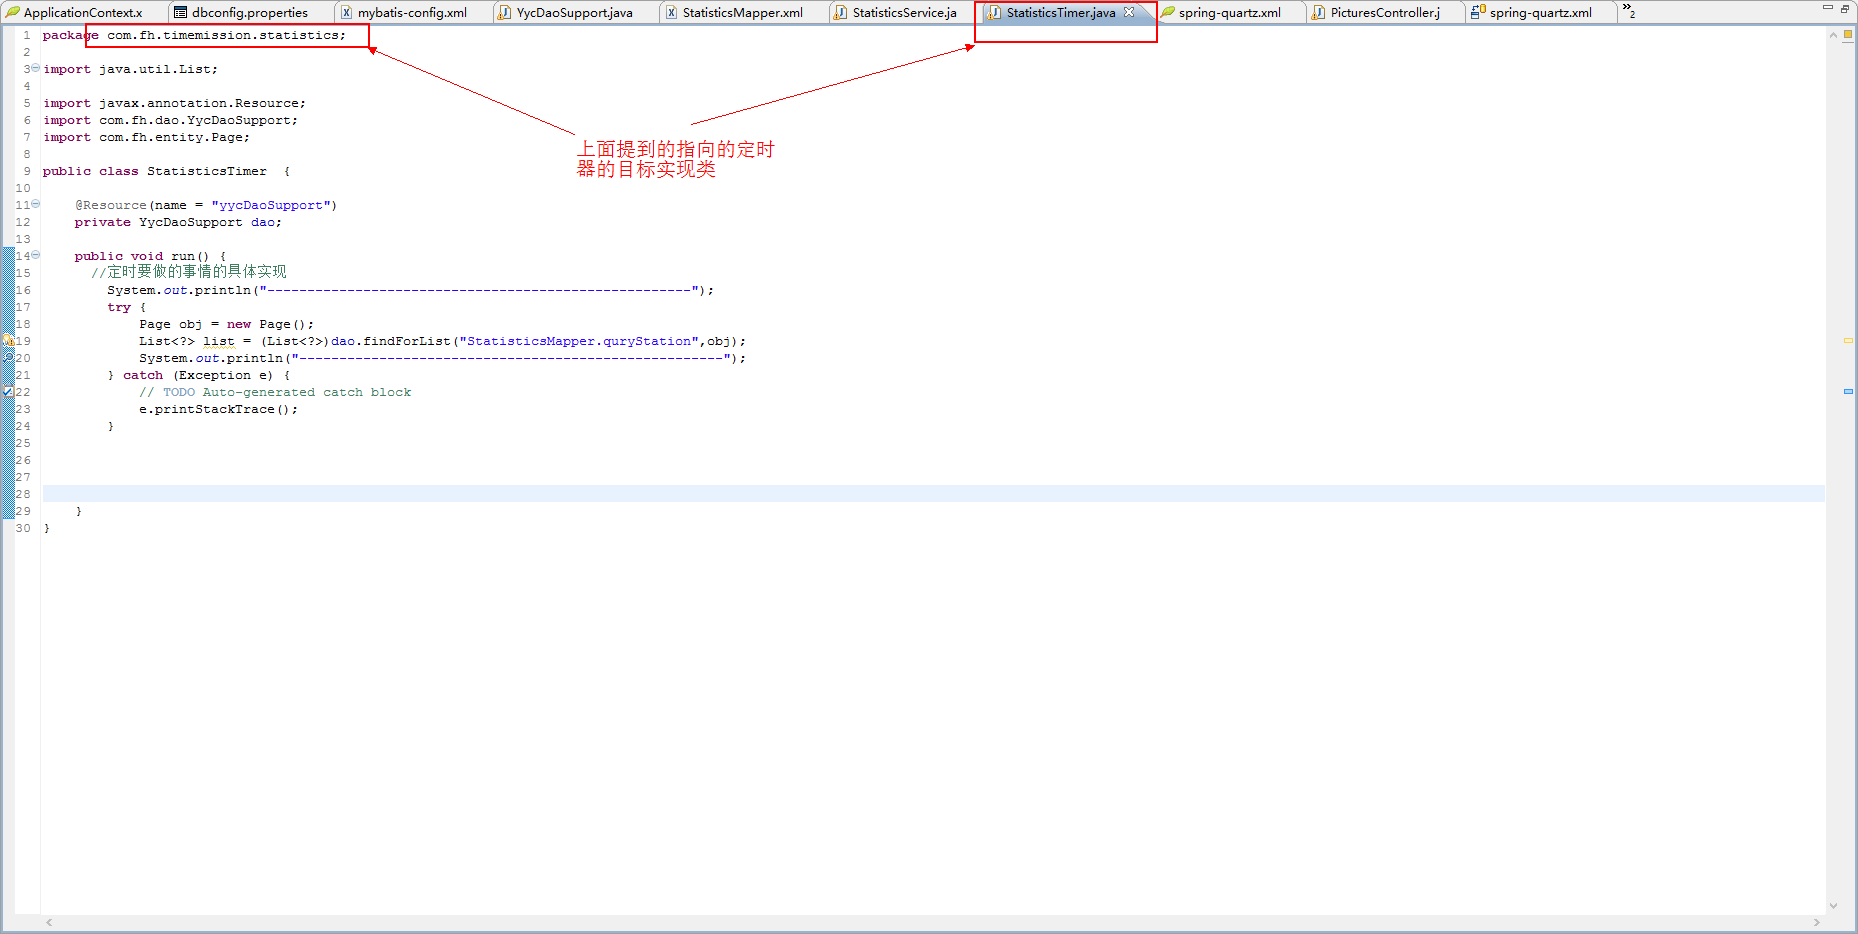 ApplicationContext.x dbconfig.properties mybatis-config.xml YycDaoSupport.java StatisticsMapper.xml StatisticsService.ja StatisticsTimer.java spring-quartz.xml PicturesController.j spring-quartz.xml »2
1 package com.fh.timemission.statistics;
2
3 import java.util.List;
4
5 import javax.annotation.Resource;
6 import com.fh.dao.YycDaoSupport;
7 import com.fh.entity.Page;
8
上面提到的指向的定时
器的目标实现类
9 public class StatisticsTimer {
10
11 @Resource(name = "yycDaoSupport")
12 private YycDaoSupport dao;
13
14 public void run() {
15 //定时要做的事情的具体实现
16 System.out.println("-----------------------------------------------------");
17 try {
18 Page obj = new Page();
19 List<?> list = (List<?>)dao.findForList("StatisticsMapper.quryStation",obj);
20 System.out.println("-----------------------------------------------------");
21 } catch (Exception e) {
22 // TODO Auto-generated catch block
23 e.printStackTrace();
24 }
25
26
27
28
29 }
30 }